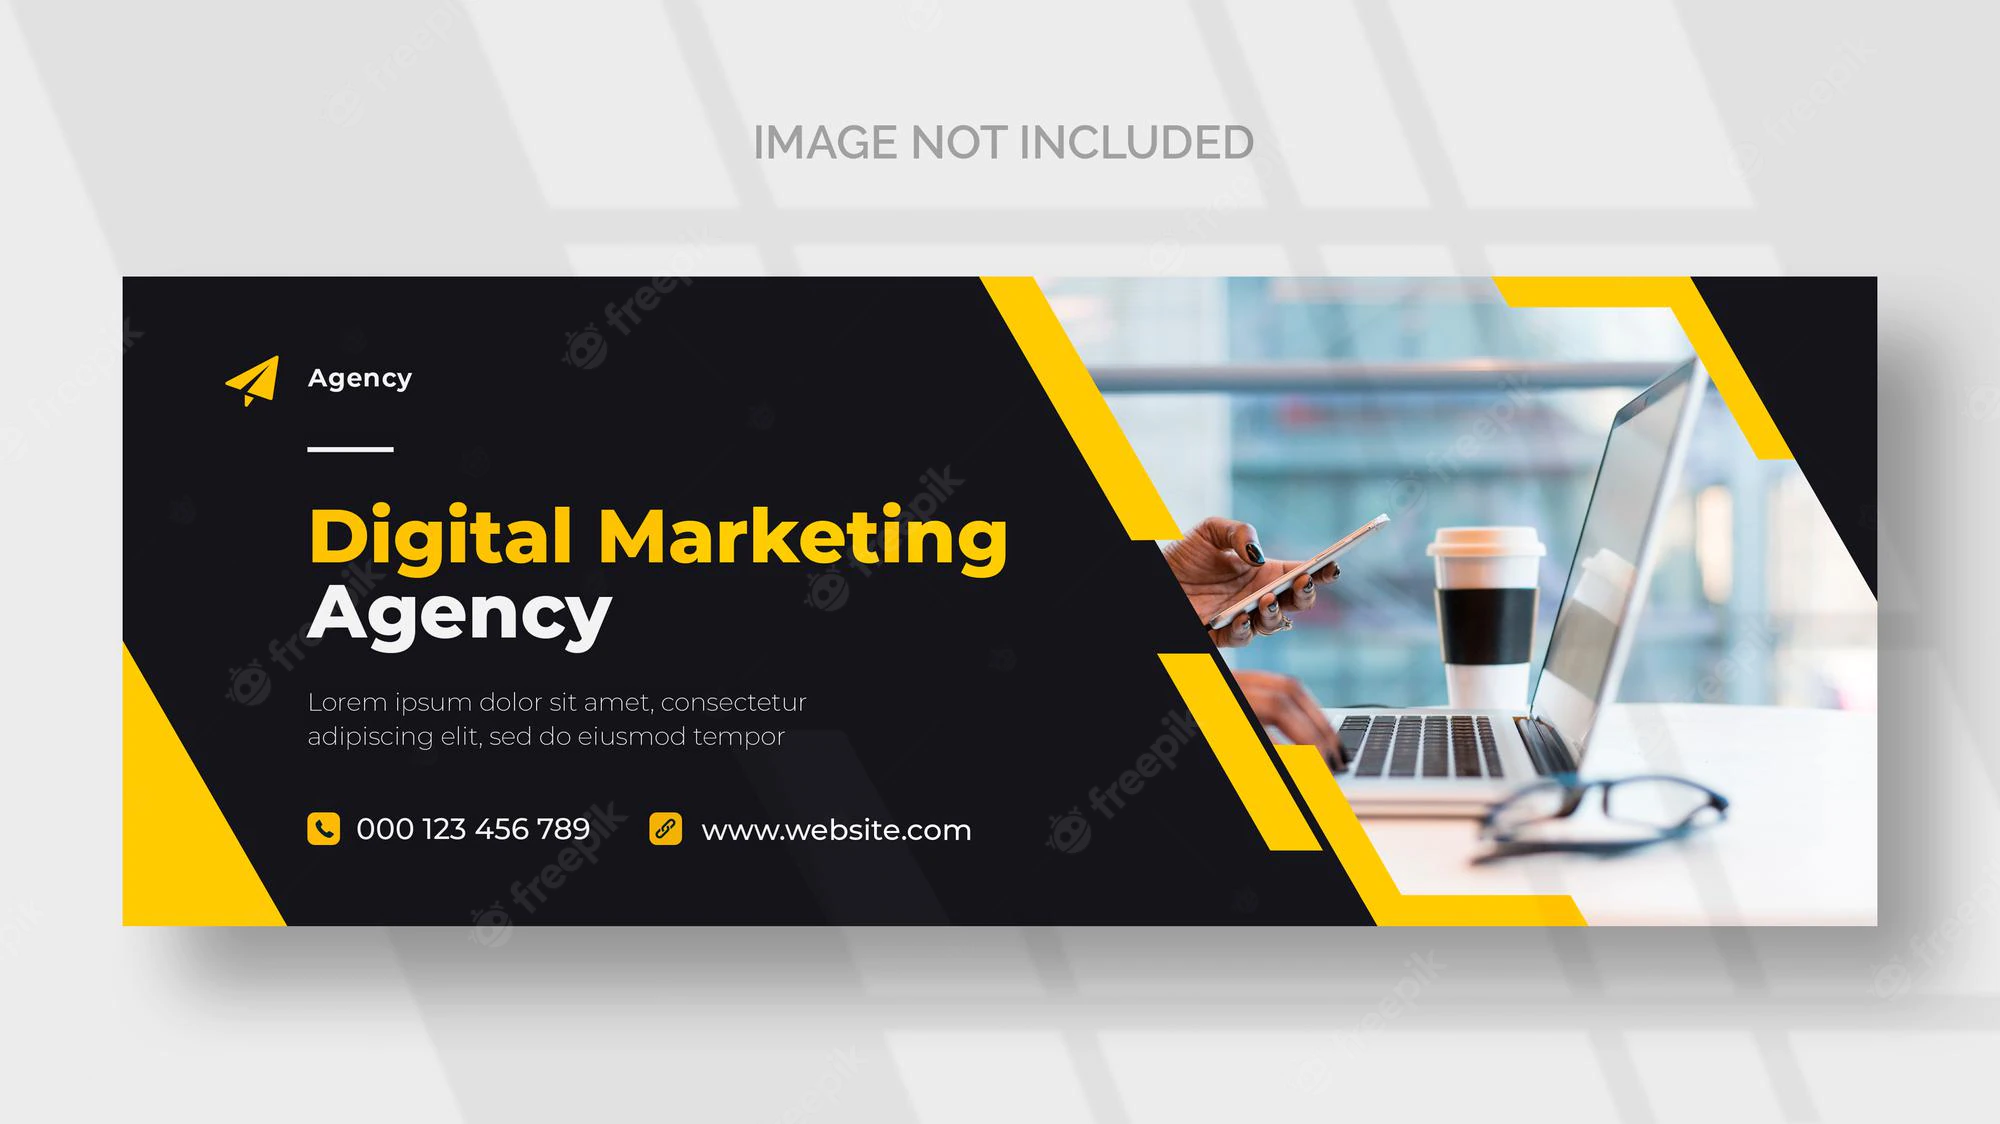 IMAGE NOT INCLUDED
Agency
Digital Marketing
Agency
Lorem ipsum dolor sit amet, consectetur
adipiscing elit, sed do eiusmod tempor
000 123 456 789
www.website.com
freepik